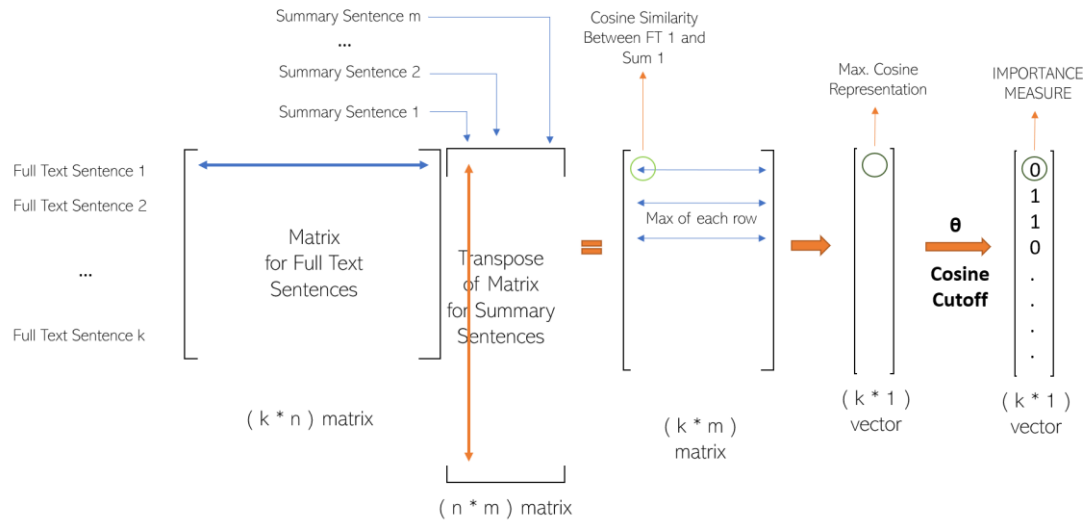 Summary Sentence m
...
Summary Sentence 2
Summary Sentence 1
Full Text Sentence 1
Full Text Sentence 2
...
Full Text Sentence k
Matrix
for Full Text
Sentences
( k * n ) matrix
Transpose
of Matrix
for Summary
Sentences
( n * m ) matrix
=
Cosine Similarity
Between FT 1 and
Sum 1
Max of each row
( k * m )
matrix
Max. Cosine
Representation
( k * 1 )
vector
θ
Cosine
Cutoff
IMPORTANCE
MEASURE
0
1
1
0
.
.
.
.
( k * 1 )
vector